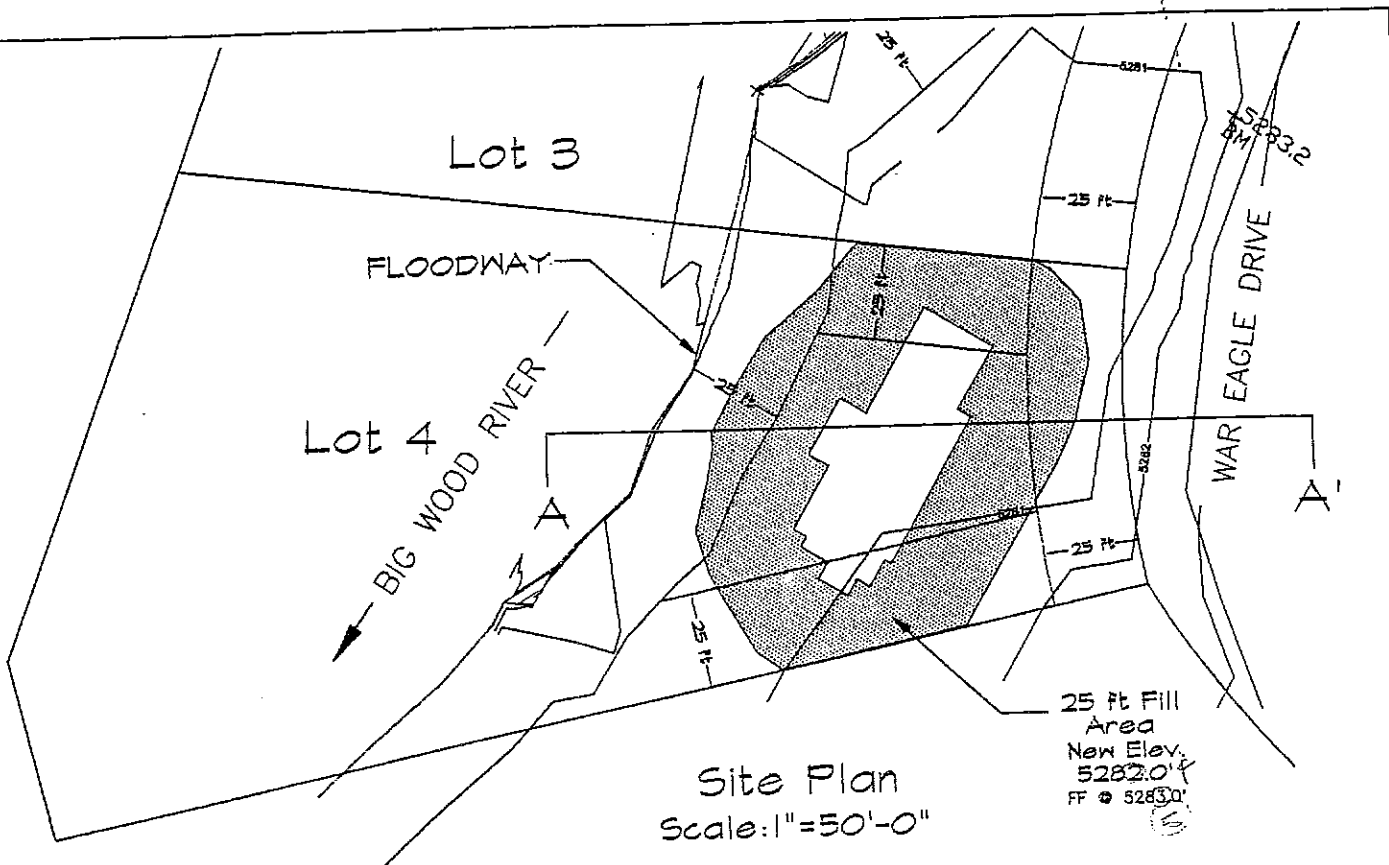 25 ft
5281
5283.2
BM
Lot 3
25 ft
FLOODWAY
25 ft
WAR EAGLE DRIVE
25 ft
Lot 4
BIG WOOD RIVER
5282
A
A'
25 ft
25 ft
25 ft Fill
Area
New Elev.
5282.0'
FF @ 5283.0'
5
Site Plan
Scale:1"=50'-0"